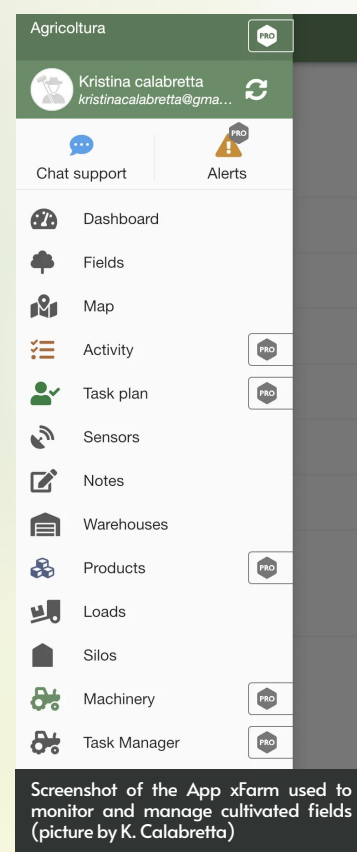 Agricoltura
PRO
Kristina calabretta
kristinacalabretta@gma...
PRO
Chat support
Alerts
Dashboard
Fields
Map
Activity
PRO
Task plan
PRO
Sensors
Notes
Warehouses
Products
PRO
Loads
Silos
Machinery
PRO
Task Manager
PRO
Screenshot of the App xFarm used to
monitor and manage cultivated fields
(picture by K. Calabretta)